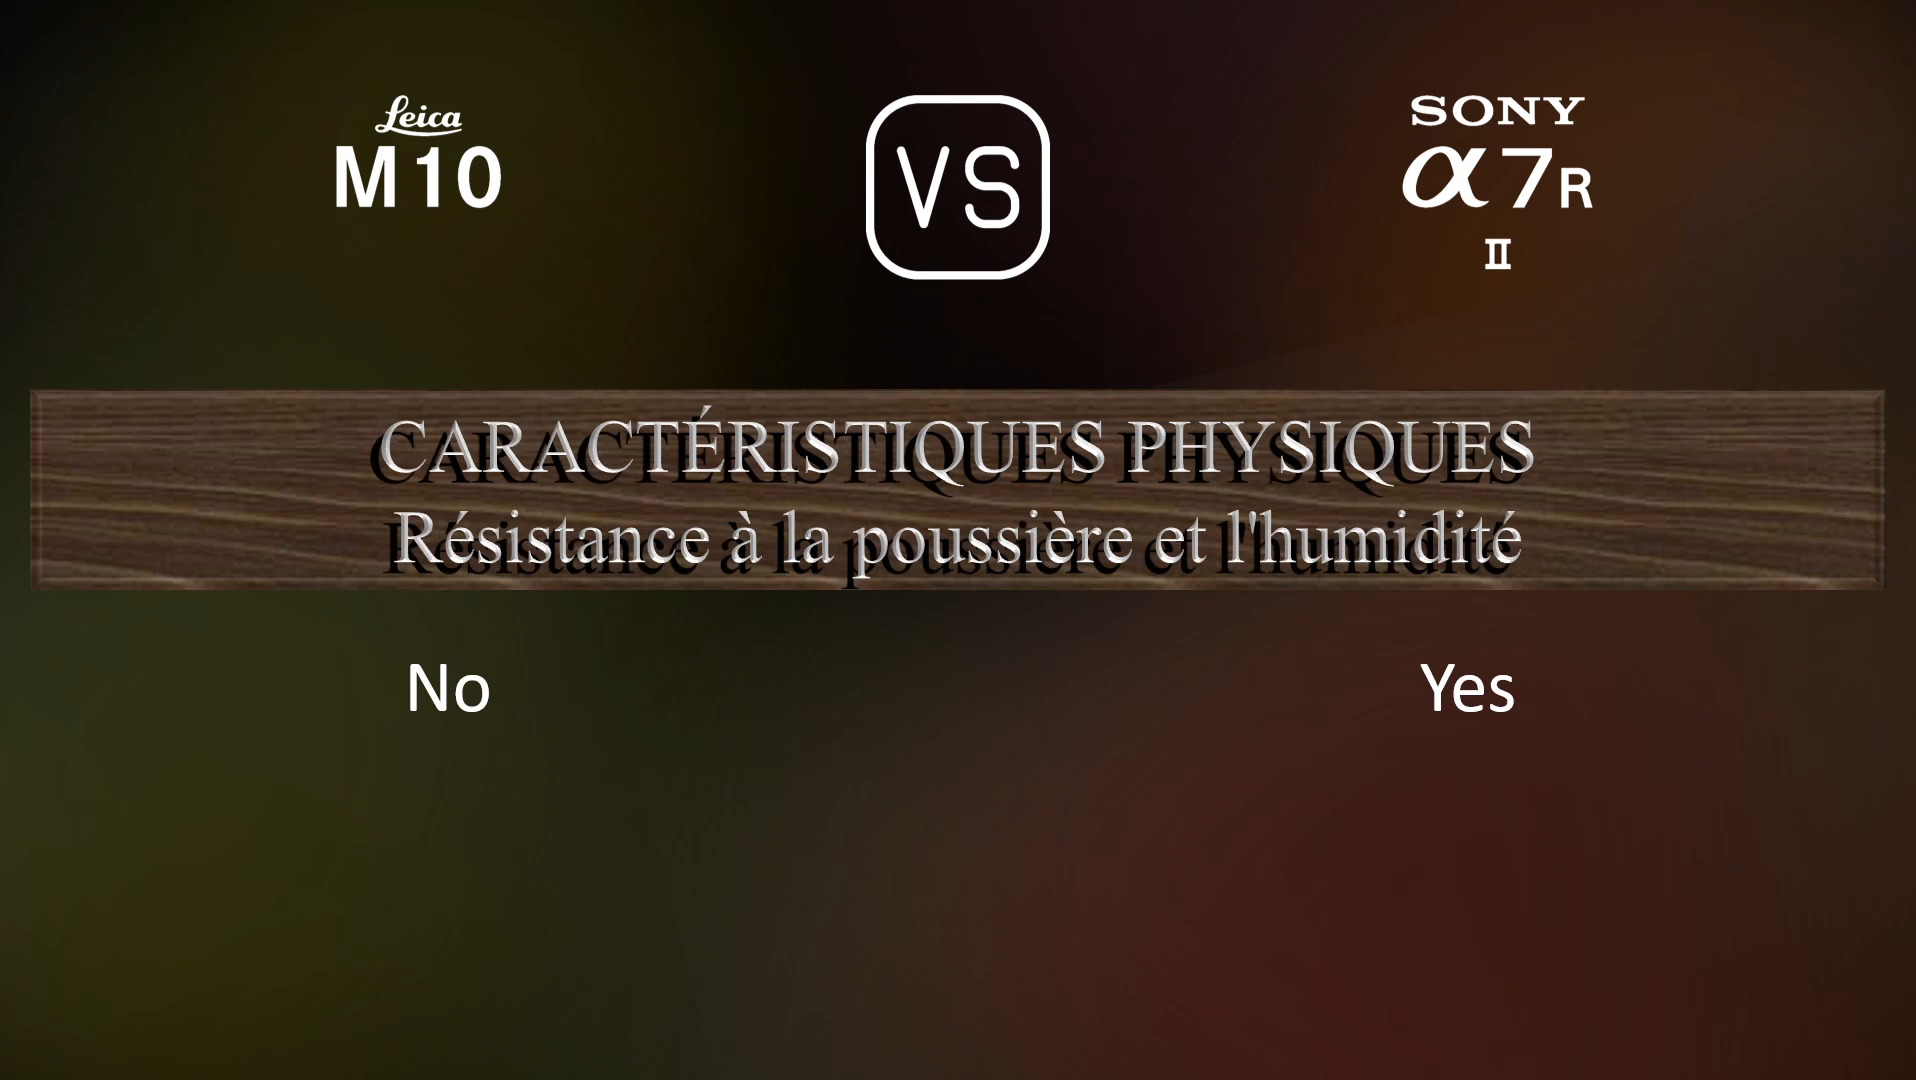 Leica
M10
VS
SONY
α7R
II
CARACTÉRISTIQUES PHYSIQUES
Résistance à la poussière et l'humidité
No
Yes